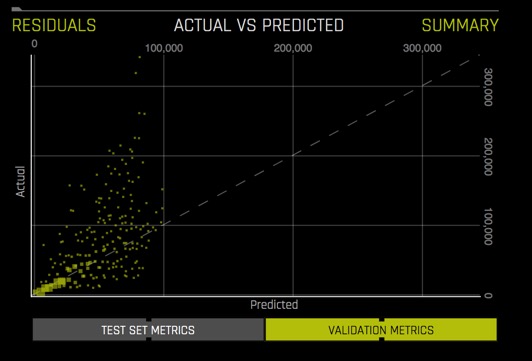 RESIDUALS ACTUAL VS PREDICTED SUMMARY
0 100,000 200,000 300,000
300,000
200,000
Actual
100,000
0
Predicted
TEST SET METRICS VALIDATION METRICS